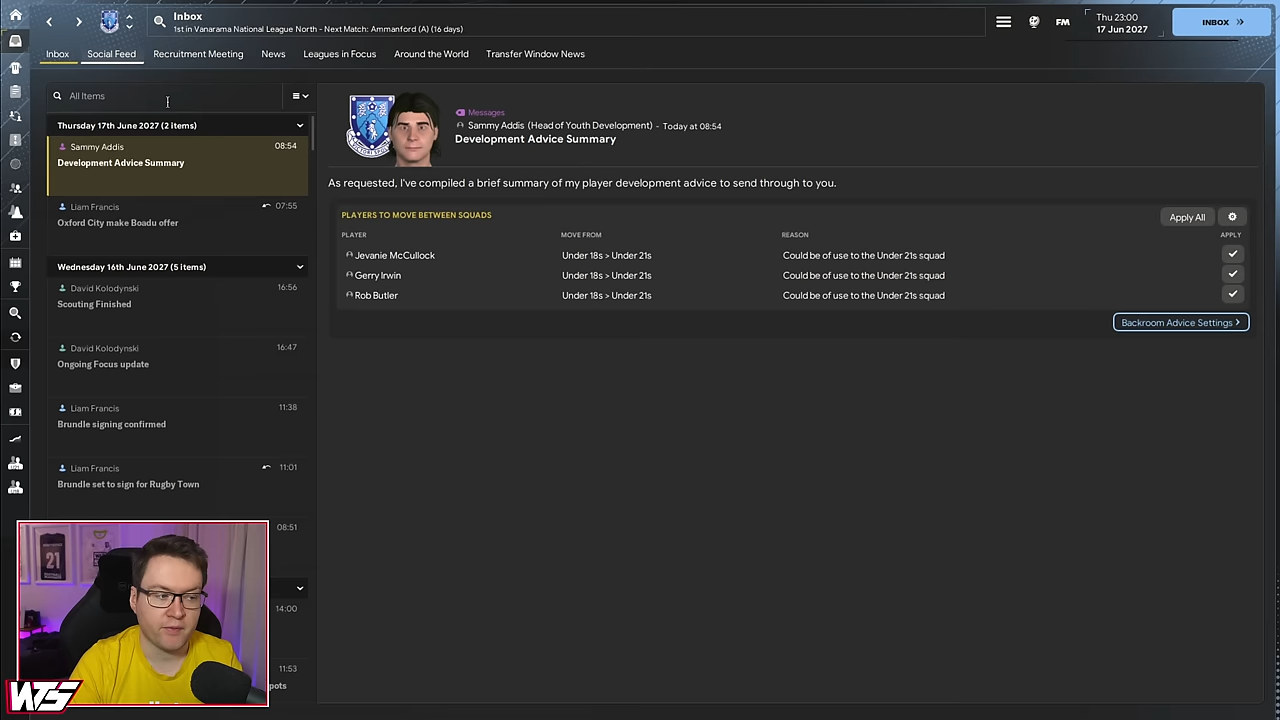 Inbox
1st in Vanarama National League North - Next Match: Ammanford (A) (16 days)
FM
Thu 23:00
17 Jun 2027
INBOX
Inbox
Social Feed
Recruitment Meeting
News
Leagues in Focus
Around the World
Transfer Window News
All Items
Thursday 17th June 2027 (2 items)
Sammy Addis 08:54
Development Advice Summary
Liam Francis 07:55
Oxford City make Boadu offer
Wednesday 16th June 2027 (5 items)
David Kolodynski 16:56
Scouting Finished
David Kolodynski 16:47
Ongoing Focus update
Liam Francis 11:38
Brundle signing confirmed
Liam Francis 11:01
Brundle set to sign for Rugby Town
08:51
14:00
11:53
pots
Messages
Sammy Addis (Head of Youth Development) - Today at 08:54
Development Advice Summary
As requested, I've compiled a brief summary of my player development advice to send through to you.
PLAYERS TO MOVE BETWEEN SQUADS
Apply All
PLAYER MOVE FROM REASON APPLY
Jevanie McCullock Under 18s > Under 21s Could be of use to the Under 21s squad
Gerry Irwin Under 18s > Under 21s Could be of use to the Under 21s squad
Rob Butler Under 18s > Under 21s Could be of use to the Under 21s squad
Backroom Advice Settings >
21
WTS